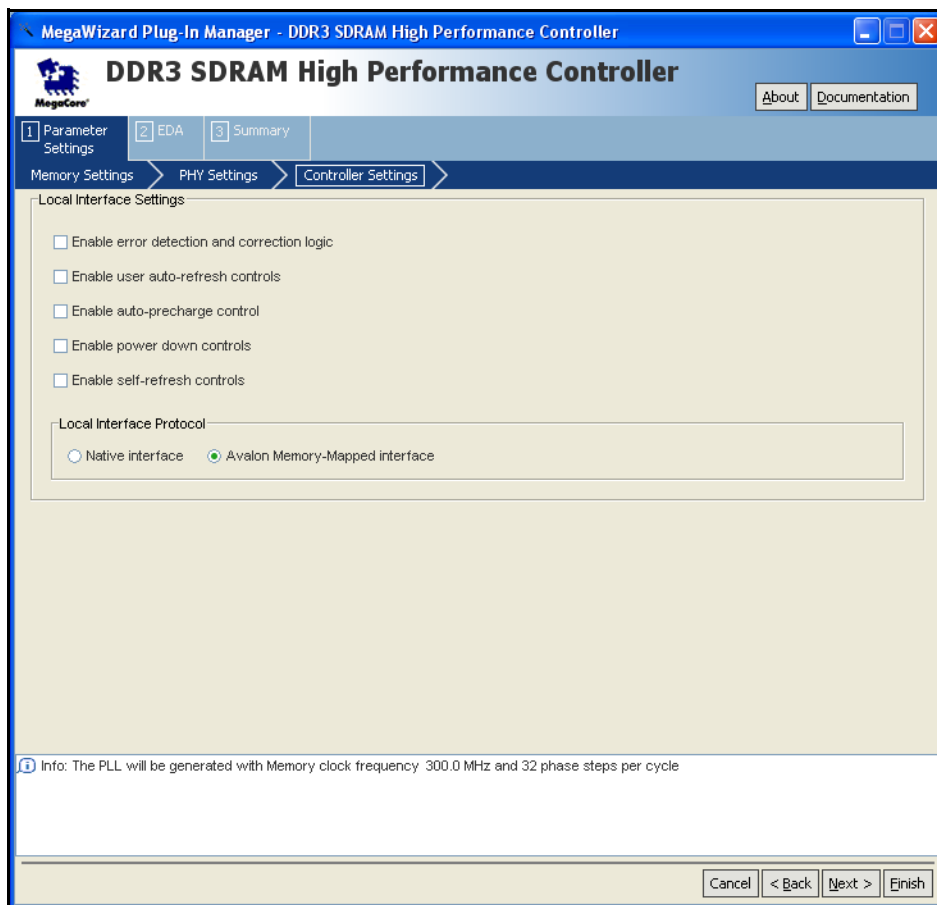 MegaWizard Plug-In Manager - DDR3 SDRAM High Performance Controller
MegaCore®
DDR3 SDRAM High Performance Controller
About Documentation
1 Parameter Settings 2 EDA 3 Summary
Memory Settings PHY Settings Controller Settings
Local Interface Settings
Enable error detection and correction logic
Enable user auto-refresh controls
Enable auto-precharge control
Enable power down controls
Enable self-refresh controls
Local Interface Protocol
Native interface Avalon Memory-Mapped interface
Info: The PLL will be generated with Memory clock frequency 300.0 MHz and 32 phase steps per cycle
Cancel < Back Next > Finish